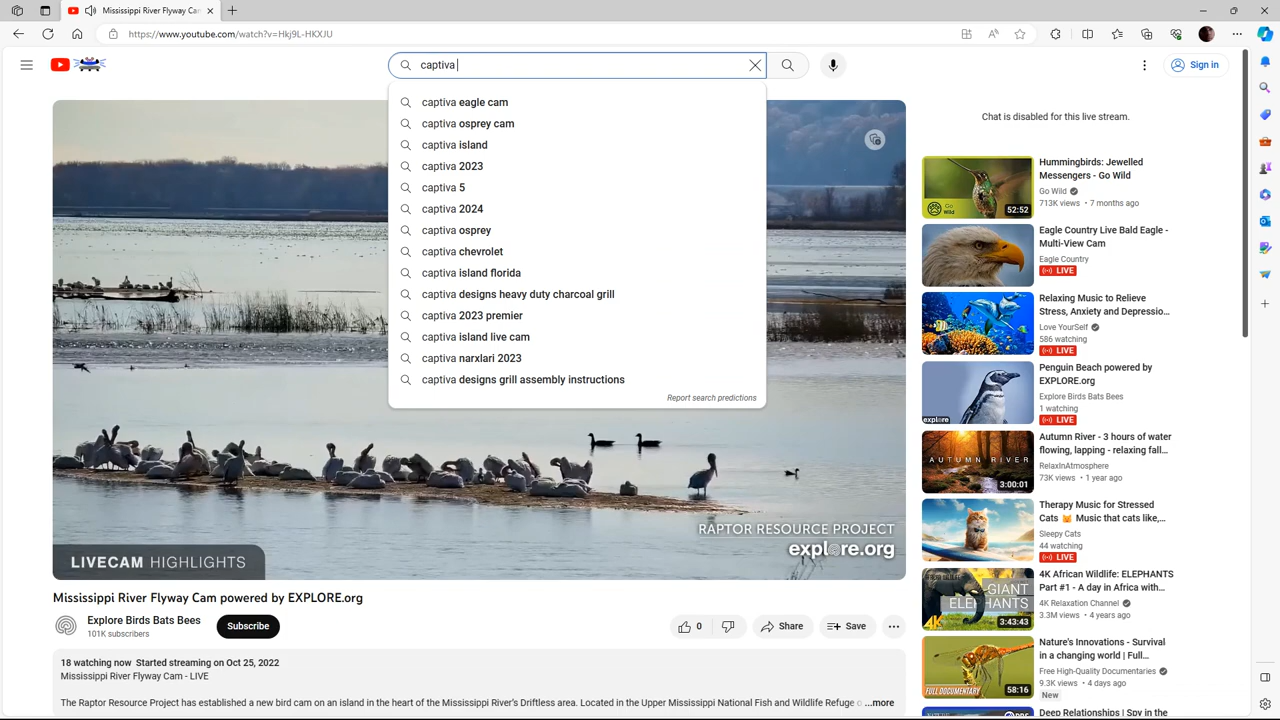 Mississippi River Flyway Cam
https://www.youtube.com/watch?v=Hkj9L-HKXJU
captiva
Sign in
captiva eagle cam
captiva osprey cam
captiva island
captiva 2023
captiva 5
captiva 2024
captiva osprey
captiva chevrolet
captiva island florida
captiva designs heavy duty charcoal grill
captiva 2023 premier
captiva island live cam
captiva narxlari 2023
captiva designs grill assembly instructions
Report search predictions
RAPTOR RESOURCE PROJECT
explore.org
LIVECAM HIGHLIGHTS
Mississippi River Flyway Cam powered by EXPLORE.org
Explore Birds Bats Bees
101K subscribers
Subscribe
0
Share
Save
18 watching now Started streaming on Oct 25, 2022
Mississippi River Flyway Cam - LIVE
The Raptor Resource Project has established a new bird cam on an island in the heart of the Mississippi River's Driftless area. Located in the Upper Mississippi National Fish and Wildlife Refuge o ...more
Chat is disabled for this live stream.
Go Wild
52:52
Hummingbirds: Jewelled
Messengers - Go Wild
Go Wild
713K views • 7 months ago
Eagle Country Live Bald Eagle -
Multi-View Cam
Eagle Country
LIVE
Relaxing Music to Relieve
Stress, Anxiety and Depressio...
Love YourSelf
586 watching
LIVE
explore
Penguin Beach powered by
EXPLORE.org
Explore Birds Bats Bees
1 watching
LIVE
AUTUMN RIVER
3:00:01
Autumn River - 3 hours of water
flowing, lapping - relaxing fall...
RelaxInAtmosphere
73K views • 1 year ago
Therapy Music for Stressed
Cats 😺 Music that cats like,...
Sleepy Cats
44 watching
LIVE
GIANT
ELEPHANTS
4K
3:43:43
4K African Wildlife: ELEPHANTS
Part #1 - A day in Africa with...
4K Relaxation Channel
3.3M views • 4 years ago
FULL DOCUMENTARY
58:16
Nature's Innovations - Survival
in a changing world | Full...
Free High-Quality Documentaries
9.3K views • 4 days ago
New
Deep Relationships | Spy in the